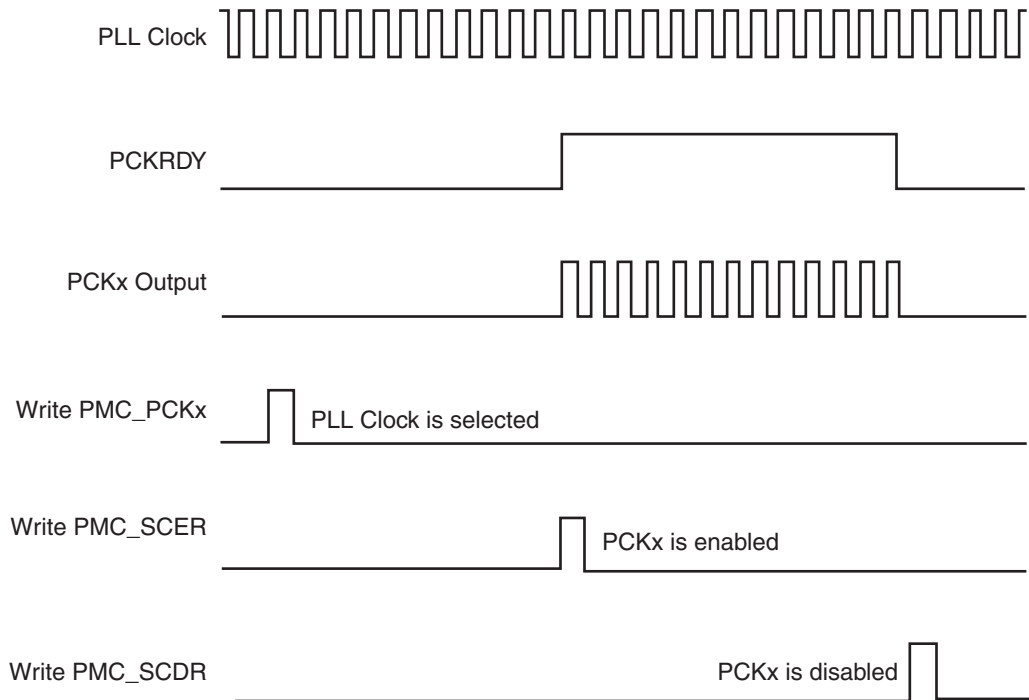 PLL Clock
PCKRDY
PCKx Output
Write PMC_PCKx
PLL Clock is selected
Write PMC_SCER
PCKx is enabled
Write PMC_SCDR
PCKx is disabled